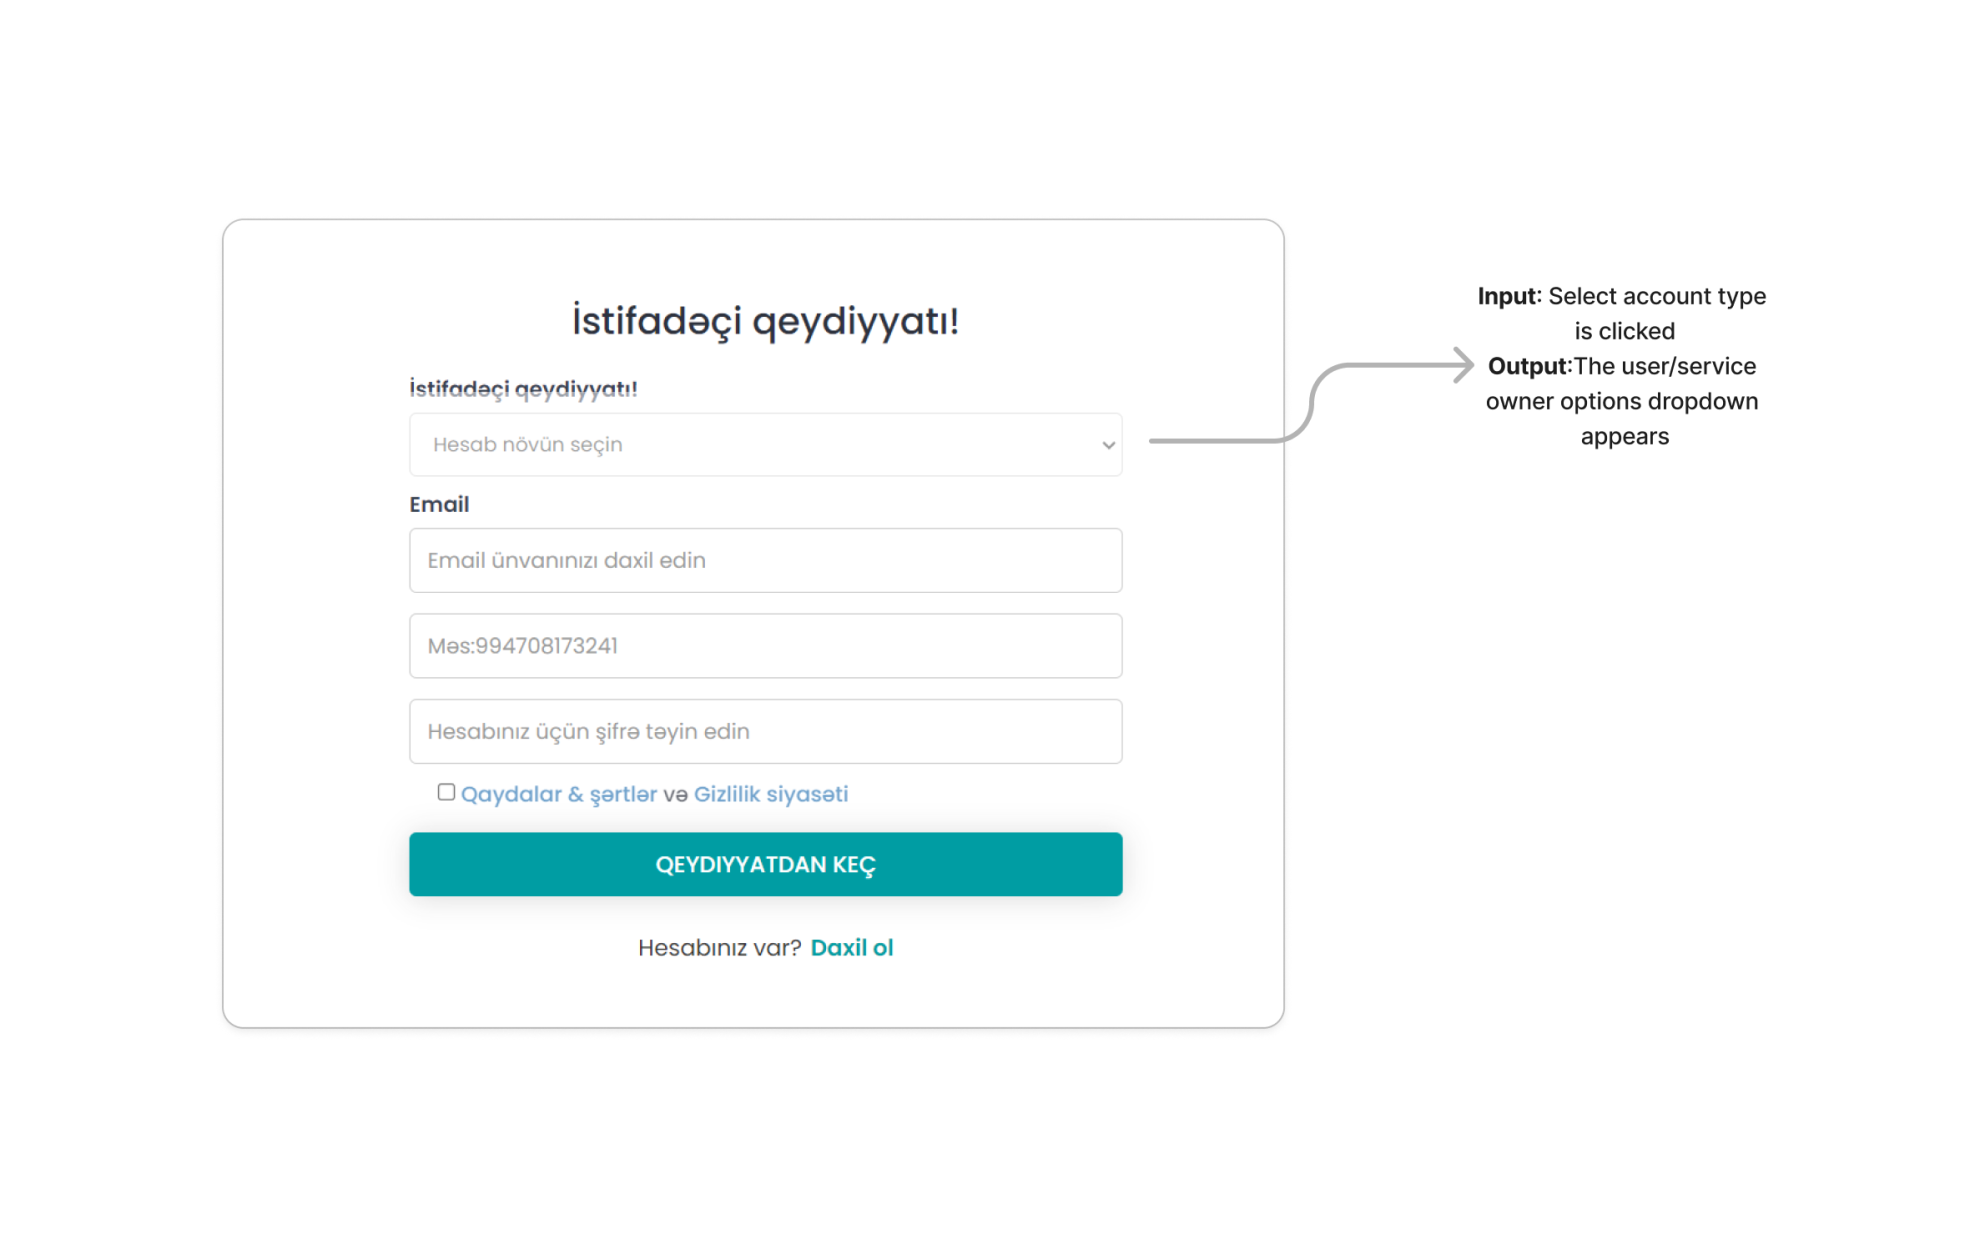 İstifadəçi qeydiyyatı!
İstifadəçi qeydiyyatı!
Hesab növün seçin
Email
Email ünvanınızı daxil edin
Məs:994708173241
Hesabınız üçün şifrə təyin edin
Qaydalar & şərtlər və Gizlilik siyasəti
QEYDIYYATDAN KEÇ
Hesabınız var? Daxil ol
Input: Select account type
is clicked
Output:The user/service
owner options dropdown
appears